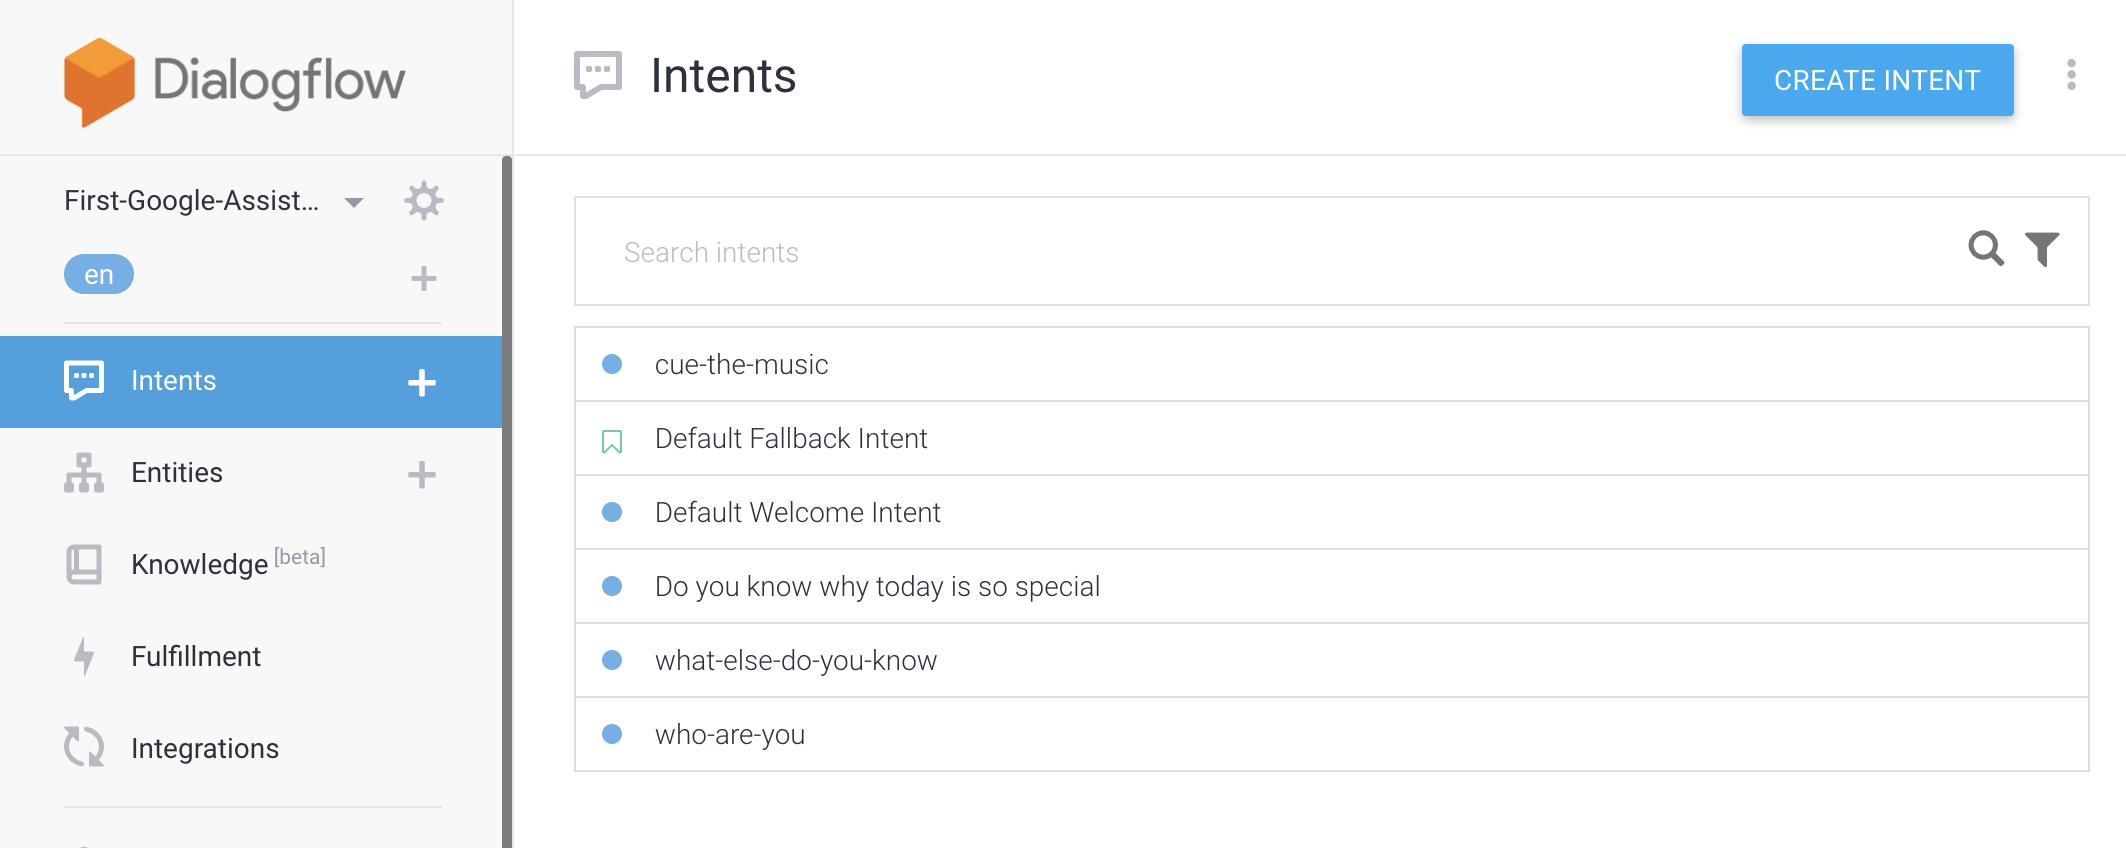 Dialogflow
First-Google-Assist...
en
Intents
Entities
Knowledge [beta]
Fulfillment
Integrations
Intents
CREATE INTENT
Search intents
cue-the-music
Default Fallback Intent
Default Welcome Intent
Do you know why today is so special
what-else-do-you-know
who-are-you